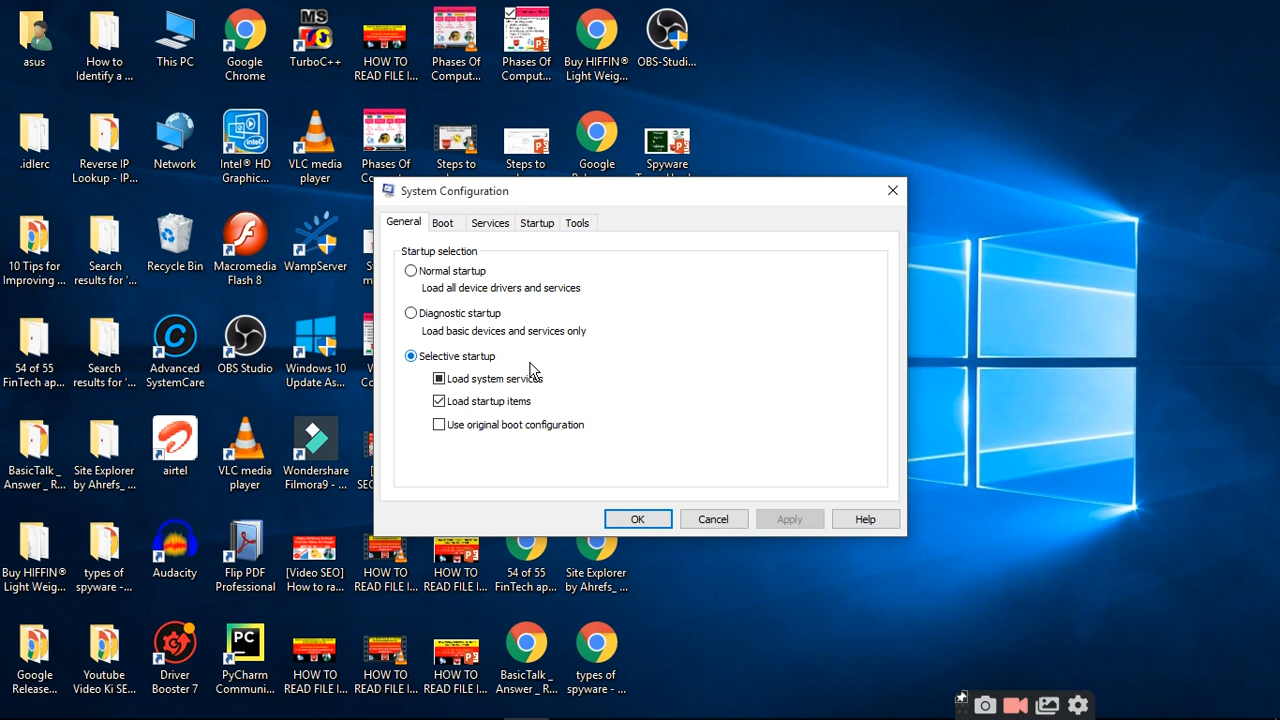 asus
How to
Identify a ...
This PC
Google
Chrome
TurboC++
HOW TO
READ FILE I...
Phases Of
Comput...
Phases Of
Comput...
Buy HIFFIN®
Light Weig...
OBS-Studi...
.idlerc
Reverse IP
Lookup - IP...
Network
Intel® HD
Graphic...
VLC media
player
Phases Of
Steps to
Steps to
Google
Spyware
10 Tips for
Improving ...
Search
results for '...
Recycle Bin
Macromedia
Flash 8
WampServer
54 of 55
FinTech ap...
Search
results for '...
Advanced
SystemCare
OBS Studio
Windows 10
Update As...
BasicTalk _
Answer _ R...
Site Explorer
by Ahrefs_ ...
airtel
VLC media
player
Wondershare
Filmora9 - ...
System Configuration
General
Boot
Services
Startup
Tools
Startup selection
Normal startup
Load all device drivers and services
Diagnostic startup
Load basic devices and services only
Selective startup
Load system services
Load startup items
Use original boot configuration
OK
Cancel
Apply
Help
Buy HIFFIN®
Light Weig...
types of
spyware -...
Audacity
Flip PDF
Professional
[Video SEO]
How to ra...
HOW TO
READ FILE I...
HOW TO
READ FILE I...
54 of 55
FinTech ap...
Site Explorer
by Ahrefs_ ...
Google
Release...
Youtube
Video Ki SE...
Driver
Booster 7
PyCharm
Communi...
HOW TO
READ FILE I...
HOW TO
READ FILE I...
HOW TO
READ FILE I...
BasicTalk _
Answer _ R...
types of
spyware - ...